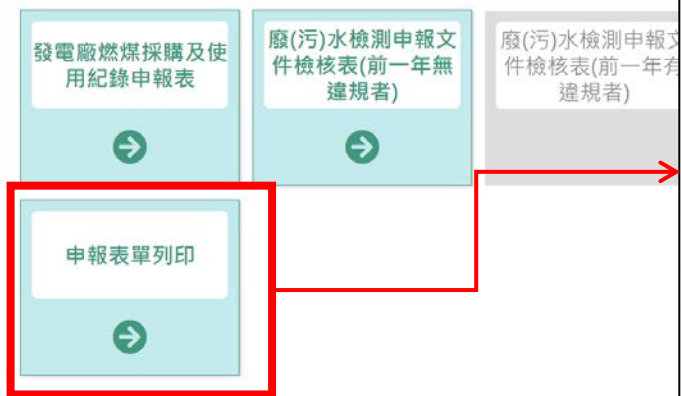 發電廠燃煤採購及使
用紀錄申報表
廢(污)水檢測申報文
件檢核表(前一年無
違規者)
廢(污)水檢測申報文
件檢核表(前一年有
違規者)
申報表單列印